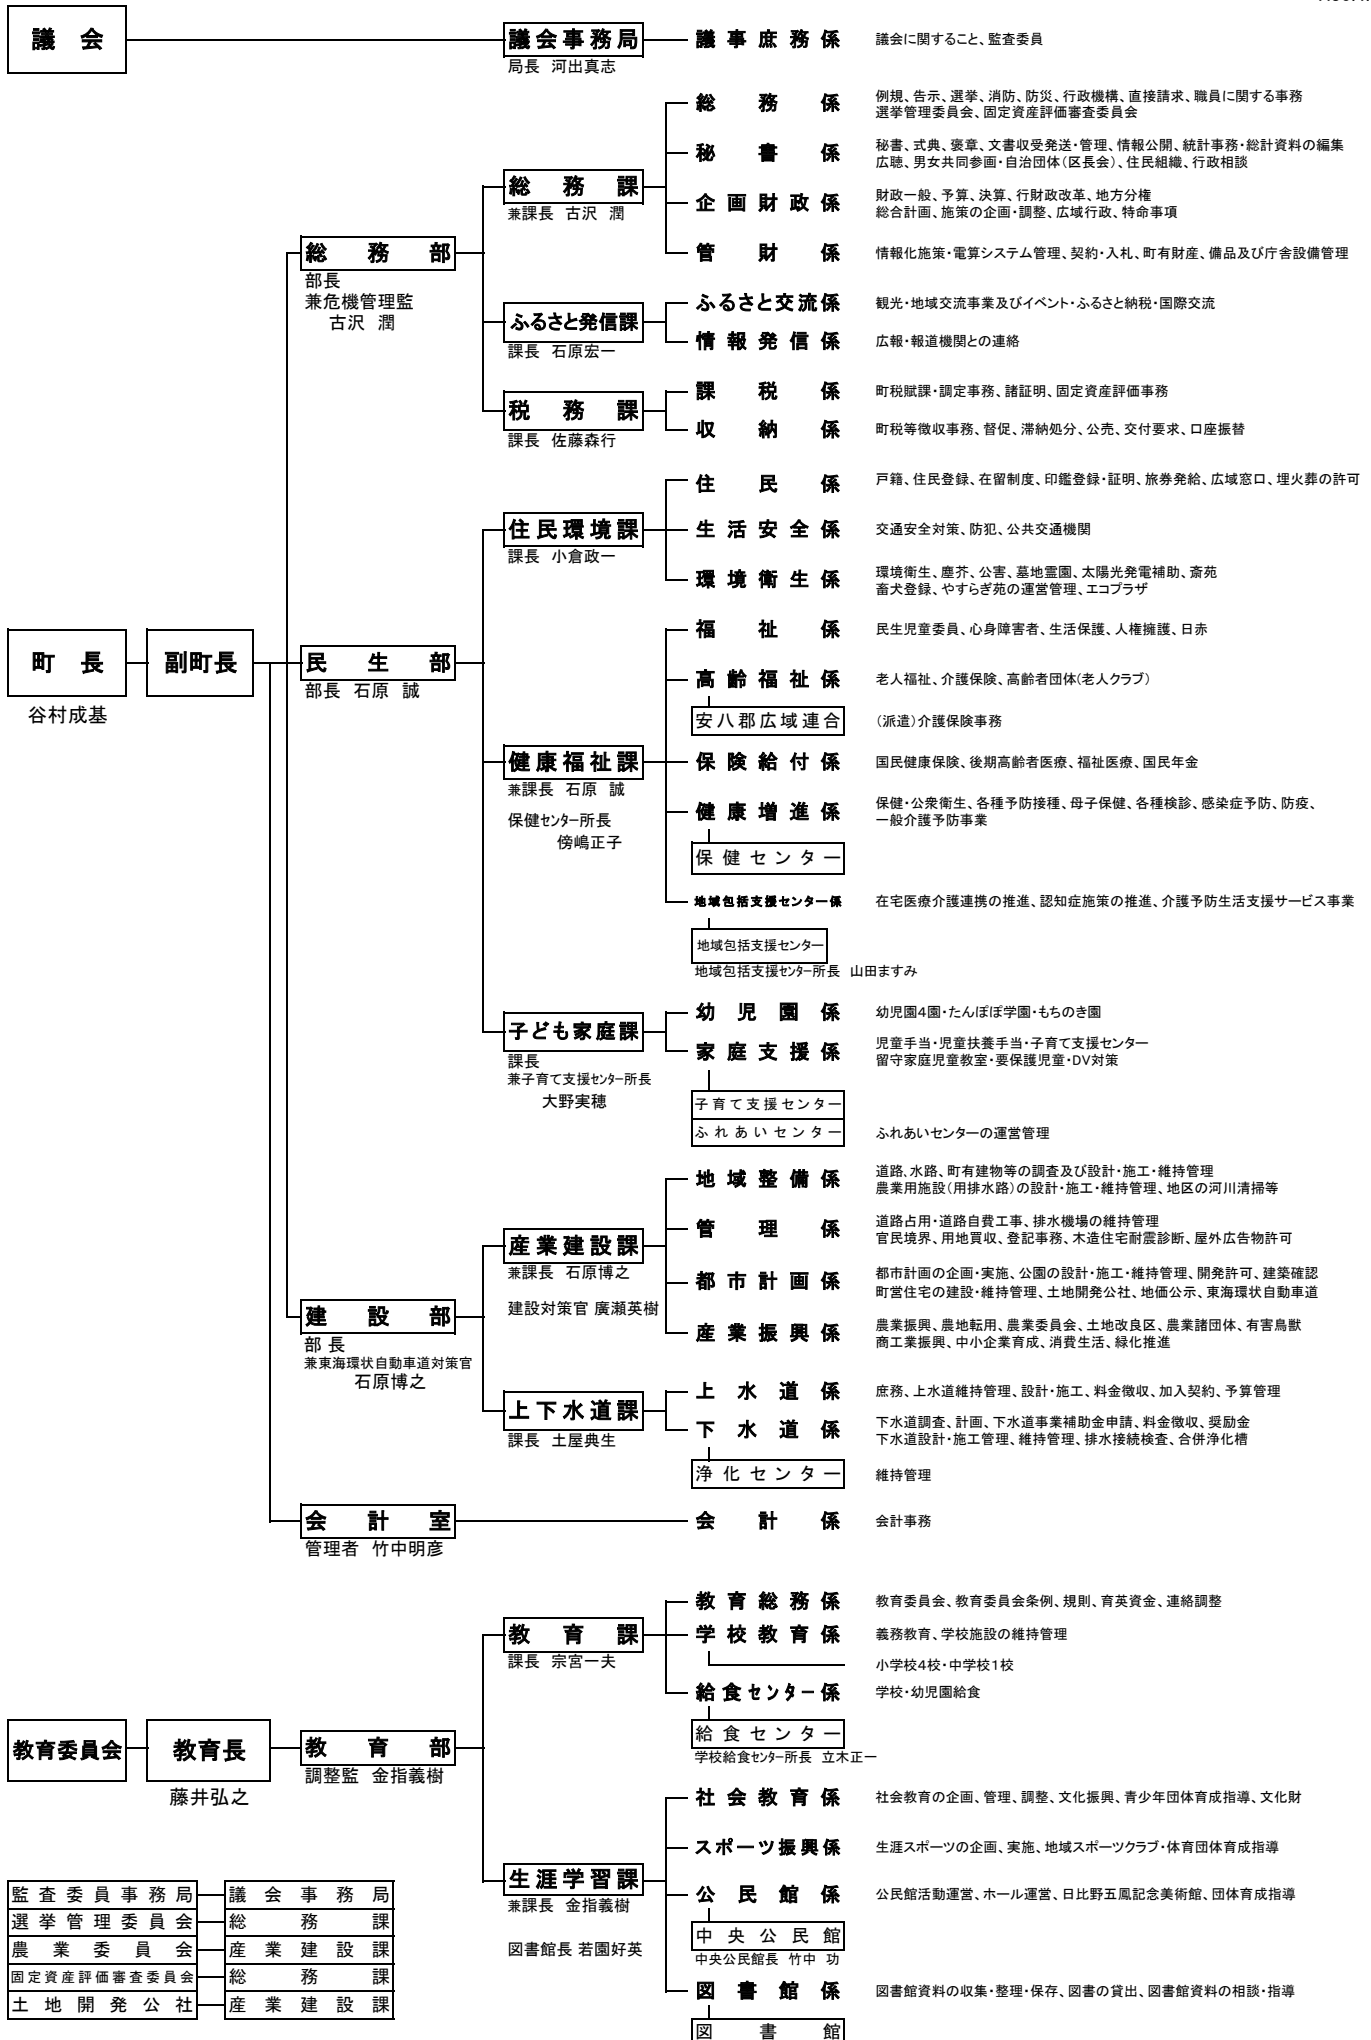 議会
議会事務局
局長 河出真志
議事庶務係
議会に関すること、監査委員
総務係
例規、告示、選挙、消防、防災、行政機構、直接請求、職員に関する事務
選挙管理委員会、固定資産評価審査委員会
秘書係
秘書、式典、褒章、文書収受発送・管理、情報公開、統計事務・総計資料の編集
広聴、男女共同参画・自治団体(区長会)、住民組織、行政相談
総務課
兼課長 古沢 潤
企画財政係
財政一般、予算、決算、行財政改革、地方分権
総合計画、施策の企画・調整、広域行政、特命事項
総務部
部長
兼危機管理監
古沢 潤
管財係
情報化施策・電算システム管理、契約・入札、町有財産、備品及び庁舎設備管理
ふるさと発信課
課長 石原宏一
ふるさと交流係
観光・地域交流事業及びイベント・ふるさと納税・国際交流
情報発信係
広報・報道機関との連絡
税務課
課長 佐藤森行
課税係
町税賦課・調定事務、諸証明、固定資産評価事務
収納係
町税等徴収事務、督促、滞納処分、公売、交付要求、口座振替
住民係
戸籍、住民登録、在留制度、印鑑登録・証明、旅券発給、広域窓口、埋火葬の許可
住民環境課
課長 小倉政一
生活安全係
交通安全対策、防犯、公共交通機関
環境衛生係
環境衛生、塵芥、公害、墓地霊園、太陽光発電補助、斎苑
畜犬登録、やすらぎ苑の運営管理、エコプラザ
町長
谷村成基
副町長
民生部
部長 石原 誠
福祉係
民生児童委員、心身障害者、生活保護、人権擁護、日赤
高齢福祉係
老人福祉、介護保険、高齢者団体(老人クラブ)
安八郡広域連合
(派遣)介護保険事務
健康福祉課
兼課長 石原 誠
保健センター所長
傍嶋正子
保険給付係
国民健康保険、後期高齢者医療、福祉医療、国民年金
健康増進係
保健・公衆衛生、各種予防接種、母子保健、各種検診、感染症予防、防疫、
一般介護予防事業
保健センター
地域包括支援センター係
在宅医療介護連携の推進、認知症施策の推進、介護予防生活支援サービス事業
地域包括支援センター
地域包括支援センター所長 山田ますみ
子ども家庭課
課長
兼子育て支援センター所長
大野実穂
幼児園係
幼児園4園・たんぽぽ学園・もちのき園
家庭支援係
児童手当・児童扶養手当・子育て支援センター
留守家庭児童教室・要保護児童・DV対策
子育て支援センター
ふれあいセンター
ふれあいセンターの運営管理
地域整備係
道路、水路、町有建物等の調査及び設計・施工・維持管理
農業用施設(用排水路)の設計・施工・維持管理、地区の河川清掃等
産業建設課
兼課長 石原博之
建設対策官 廣瀬英樹
管理係
道路占用・道路自費工事、排水機場の維持管理
官民境界、用地買収、登記事務、木造住宅耐震診断、屋外広告物許可
都市計画係
都市計画の企画・実施、公園の設計・施工・維持管理、開発許可、建築確認
町営住宅の建設・維持管理、土地開発公社、地価公示、東海環状自動車道
建設部
部長
兼東海環状自動車道対策官
石原博之
産業振興係
農業振興、農地転用、農業委員会、土地改良区、農業諸団体、有害鳥獣
商工業振興、中小企業育成、消費生活、緑化推進
上下水道課
課長 土屋典生
上水道係
庶務、上水道維持管理、設計・施工、料金徴収、加入契約、予算管理
下水道係
下水道調査、計画、下水道事業補助金申請、料金徴収、奨励金
下水道設計・施工管理、維持管理、排水接続検査、合併浄化槽
浄化センター
維持管理
会計室
管理者 竹中明彦
会計係
会計事務
教育課
課長 宗宮一夫
教育総務係
教育委員会、教育委員会条例、規則、育英資金、連絡調整
学校教育係
義務教育、学校施設の維持管理
小学校4校・中学校1校
給食センター係
学校・幼児園給食
給食センター
学校給食センター所長 立木正一
教育委員会
教育長
藤井弘之
教育部
調整監 金指義樹
社会教育係
社会教育の企画、管理、調整、文化振興、青少年団体育成指導、文化財
スポーツ振興係
生涯スポーツの企画、実施、地域スポーツクラブ・体育団体育成指導
生涯学習課
兼課長 金指義樹
図書館長 若園好英
公民館係
公民館活動運営、ホール運営、日比野五鳳記念美術館、団体育成指導
中央公民館
中央公民館長 竹中 功
図書館係
図書館資料の収集・整理・保存、図書の貸出、図書館資料の相談・指導
図書館
監査委員事務局 議会事務局
選挙管理委員会 総務課
農業委員会 産業建設課
固定資産評価審査委員会 総務課
土地開発公社 産業建設課